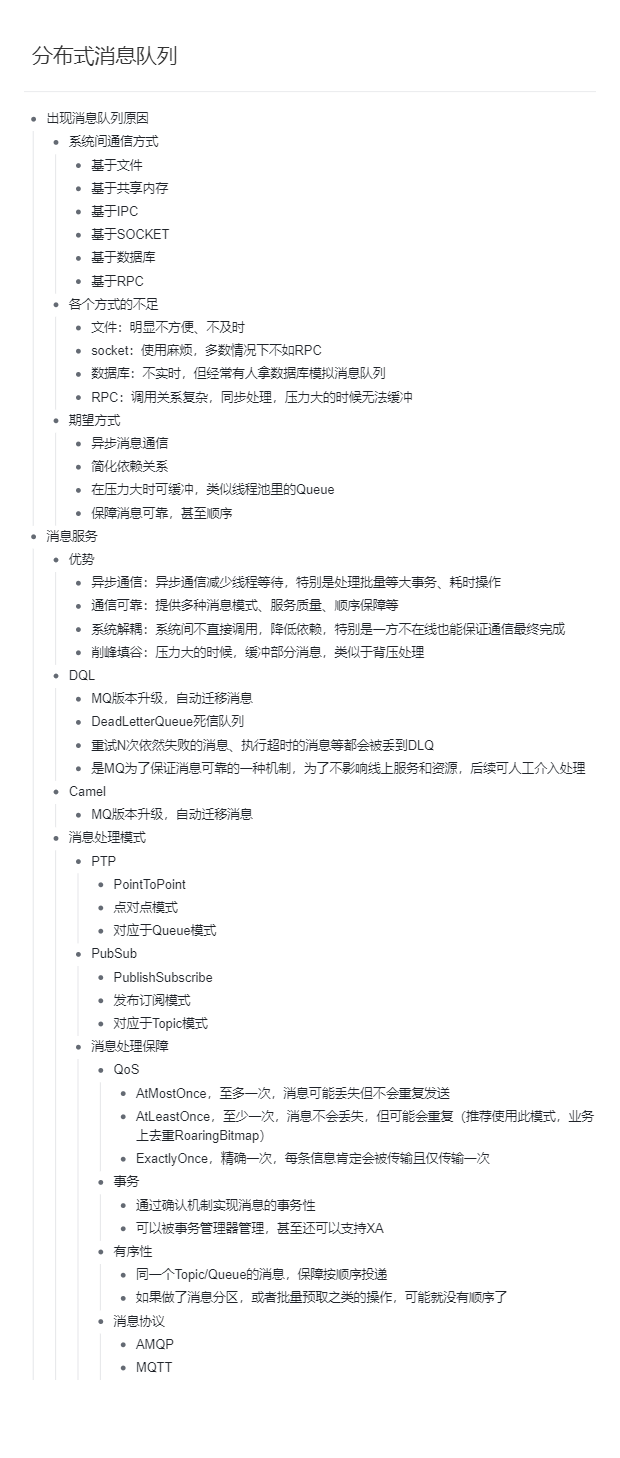 分布式消息队列
出现消息队列原因
系统间通信方式
基于文件
基于共享内存
基于IPC
基于SOCKET
基于数据库
基于RPC
各个方式的不足
文件：明显不方便、不及时
socket：使用麻烦，多数情况下不如RPC
数据库：不实时，但经常有人拿数据库模拟消息队列
RPC：调用关系复杂，同步处理，压力大的时候无法缓冲
期望方式
异步消息通信
简化依赖关系
在压力大时可缓冲，类似线程池里的Queue
保障消息可靠，甚至顺序
消息服务
优势
异步通信：异步通信减少线程等待，特别是处理批量等大事务、耗时操作
通信可靠：提供多种消息模式、服务质量、顺序保障等
系统解耦：系统间不直接调用，降低依赖，特别是一方不在线也能保证通信最终完成
削峰填谷：压力大的时候，缓冲部分消息，类似于背压处理
DQL
MQ版本升级，自动迁移消息
DeadLetterQueue死信队列
重试N次依然失败的消息、执行超时的消息等都会被丢到DLQ
是MQ为了保证消息可靠的一种机制，为了不影响线上服务和资源，后续可人工介入处理
Camel
MQ版本升级，自动迁移消息
消息处理模式
PTP
PointToPoint
点对点模式
对应于Queue模式
PubSub
PublishSubscribe
发布订阅模式
对应于Topic模式
消息处理保障
QoS
AtMostOnce，至多一次，消息可能丢失但不会重复发送
AtLeastOnce，至少一次，消息不会丢失，但可能会重复（推荐使用此模式，业务
上去重RoaringBitmap）
ExactlyOnce，精确一次，每条信息肯定会被传输且仅传输一次
事务
通过确认机制实现消息的事务性
可以被事务管理器管理，甚至还可以支持XA
有序性
同一个Topic/Queue的消息，保障按顺序投递
如果做了消息分区，或者批量预取之类的操作，可能就没有顺序了
消息协议
AMQP
MQTT